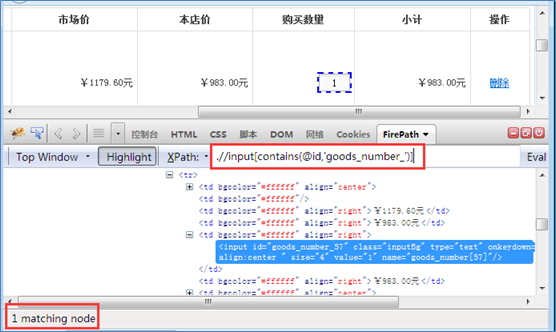 市场价 本店价 购买数量 小计 操作
￥1179.60元 ￥983.00元 1 ￥983.00元 删除
控制台 HTML CSS 脚本 DOM 网络 Cookies FirePath
Top Window Highlight XPath: .//input[contains(@id,'goods_number_')] Eval
<tr>
<td bgcolor="#ffffff" align="center">
<td bgcolor="#ffffff"/>
<td bgcolor="#ffffff" align="right">￥1179.60元</td>
<td bgcolor="#ffffff" align="right">￥983.00元</td>
<td bgcolor="#ffffff" align="right">
<input id="goods_number_57" class="inputBg" type="text" onkeydown=
align:center " size="4" value="1" name="goods_number[57]"/>
</td>
<td bgcolor="#ffffff" align="right">￥983.00元</td>
<td bgcolor="#ffffff" align="center">
1 matching node